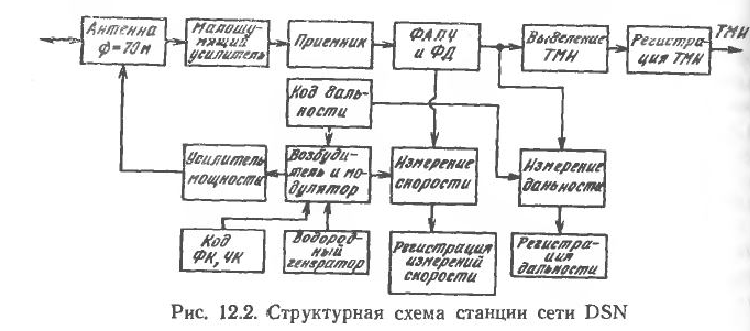 Антенна
Ф=70м
Малошу-
мящий
усилитель
Приемник
ФАПЧ
и ФД
Выделение
ТМИ
Регистра-
ция ТМИ
ТМИ
Код даль-
ности
Усилитель
мощности
Возбуди-
тель и мо-
дулятор
Измерение
скорости
Измерение
дальности
Код
ФК, ЧК
Водород-
ный
генератор
Регистрация
измерений
скорости
Регистра-
ция
дальности
Рис. 12.2. Структурная схема станции сети DSN